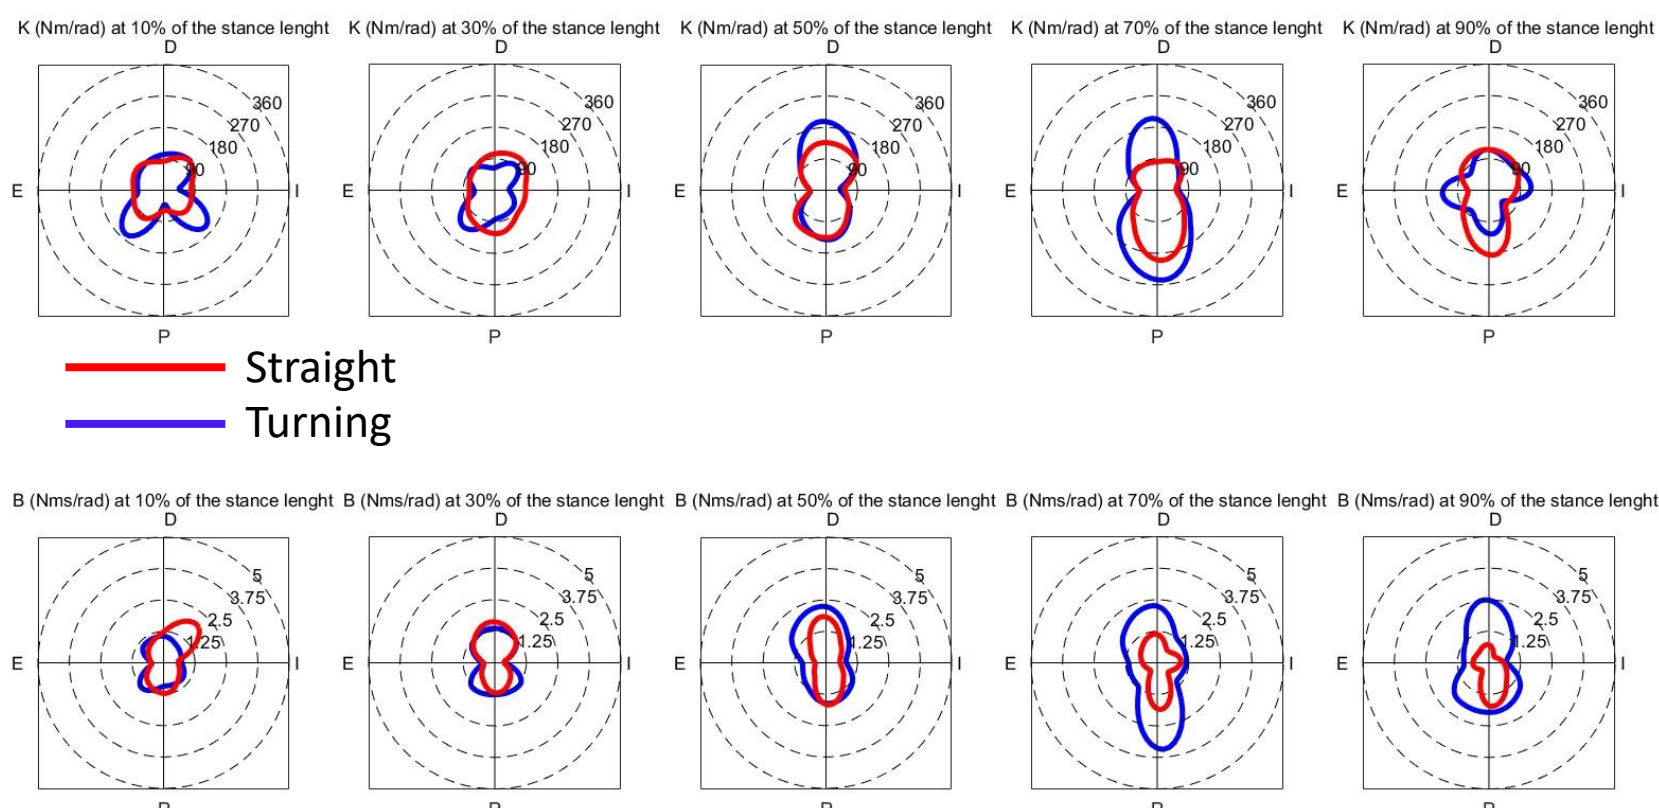 K (Nm/rad) at 10% of the stance lenght K (Nm/rad) at 30% of the stance lenght K (Nm/rad) at 50% of the stance lenght K (Nm/rad) at 70% of the stance lenght K (Nm/rad) at 90% of the stance lenght
D D D D D
360 360 360 360 360
270 270 270 270 270
180 180 180 180 180
90 90 90 90 90
E I E I E I E I E I
P P P P P
Straight
Turning
B (Nms/rad) at 10% of the stance lenght B (Nms/rad) at 30% of the stance lenght B (Nms/rad) at 50% of the stance lenght B (Nms/rad) at 70% of the stance lenght B (Nms/rad) at 90% of the stance lenght
D D D D D
5 5 5 5 5
3.75 3.75 3.75 3.75 3.75
2.5 2.5 2.5 2.5 2.5
1.25 1.25 1.25 1.25 1.25
E I E I E I E I E I